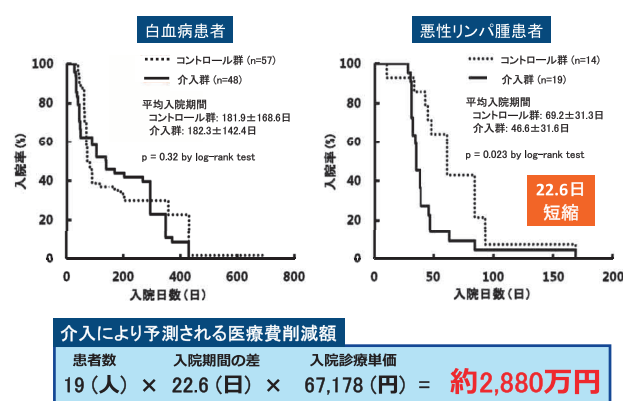 白血病患者
コントロール群 (n=57)
介入群 (n=48)
平均入院期間
コントロール群: 181.9±168.6日
介入群: 182.3±142.4日
p = 0.32 by log-rank test
入院率(%)
100
80
60
40
20
0
0 200 400 600 800
入院日数(日)
悪性リンパ腫患者
コントロール群 (n=14)
介入群 (n=19)
平均入院期間
コントロール群: 69.2±31.3日
介入群: 46.6±31.6日
p = 0.023 by log-rank test
22.6日
短縮
入院率(%)
100
80
60
40
20
0
0 50 100 150 200
入院日数(日)
介入により予測される医療費削減額
患者数 入院期間の差 入院診療単価
19(人) × 22.6(日) × 67,178(円) = 約2,880万円